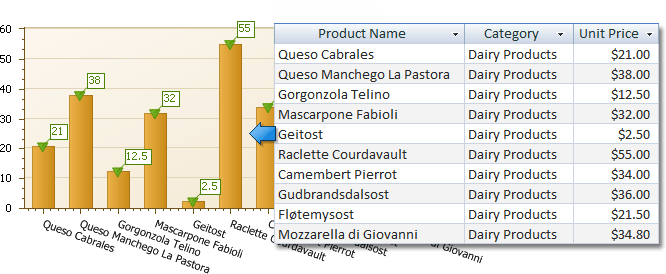 60
50
40
30
20
10
0
21
38
12.5
32
2.5
55
Queso Cabrales
Queso Manchego La Pastora
Gorgonzola Telino
Mascarpone Fabioli
Geitost
Raclette Courdavault
Pierrot
di Giovanni
Product Name Category Unit Price
Queso Cabrales Dairy Products $21.00
Queso Manchego La Pastora Dairy Products $38.00
Gorgonzola Telino Dairy Products $12.50
Mascarpone Fabioli Dairy Products $32.00
Geitost Dairy Products $2.50
Raclette Courdavault Dairy Products $55.00
Camembert Pierrot Dairy Products $34.00
Gudbrandsdalsost Dairy Products $36.00
Fløtemysost Dairy Products $21.50
Mozzarella di Giovanni Dairy Products $34.80